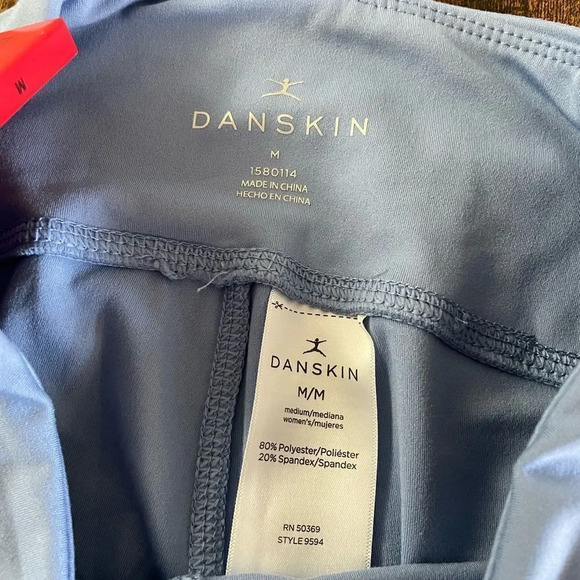 M
DANSKIN
M
1580114
MADE IN CHINA
HECHO EN CHINA
DANSKIN
M/M
medium/mediana
women's/mujeres
80% Polyester/Poliéster
20% Spandex/Spandex
RN 50369
STYLE 9594